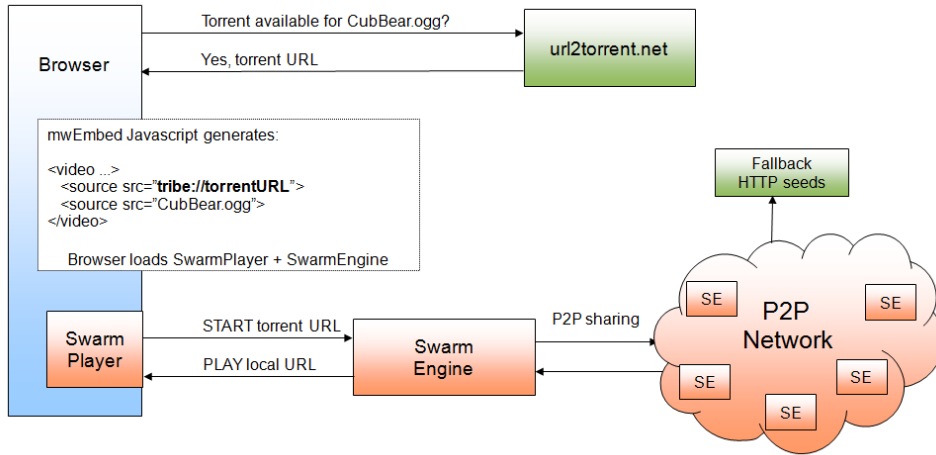 Torrent available for CubBear.ogg?
Browser
url2torrent.net
Yes, torrent URL
mwEmbed Javascript generates:
<video ...>
<source src="tribe://torrentURL">
<source src="CubBear.ogg">
</video>
Browser loads SwarmPlayer + SwarmEngine
Fallback
HTTP seeds
Swarm
Player
START torrent URL
PLAY local URL
Swarm
Engine
P2P sharing
P2P
Network
SE
SE
SE
SE
SE